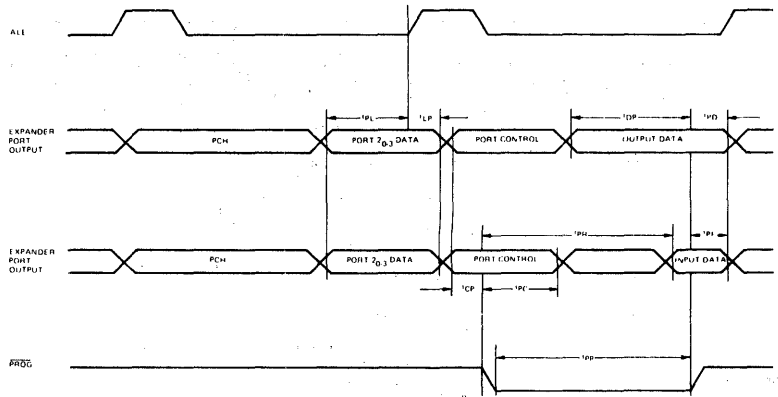 ALE
tPL
tLP
tDP
tPD
EXPANDER
PORT
OUTPUT
PCH
PORT 20-3 DATA
PORT CONTROL
OUTPUT DATA
tPR
tPI
EXPANDER
PORT
OUTPUT
PCH
PORT 20-3 DATA
PORT CONTROL
INPUT DATA
tCP
tPC
tPP
PROG